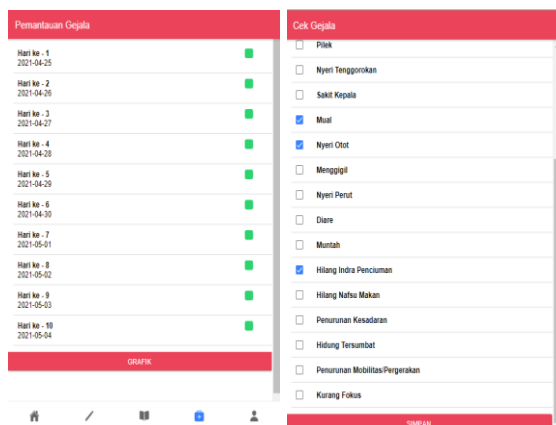 Pemantauan Gejala
Hari ke - 1
2021-04-25
Hari ke - 2
2021-04-26
Hari ke - 3
2021-04-27
Hari ke - 4
2021-04-28
Hari ke - 5
2021-04-29
Hari ke - 6
2021-04-30
Hari ke - 7
2021-05-01
Hari ke - 8
2021-05-02
Hari ke - 9
2021-05-03
Hari ke - 10
2021-05-04
GRAFIK
Cek Gejala
Pilek
Nyeri Tenggorokan
Sakit Kepala
Mual
Nyeri Otot
Menggigil
Nyeri Perut
Diare
Muntah
Hilang Indra Penciuman
Hilang Nafsu Makan
Penurunan Kesadaran
Hidung Tersumbat
Penurunan Mobilitas/Pergerakan
Kurang Fokus
SIMPAN